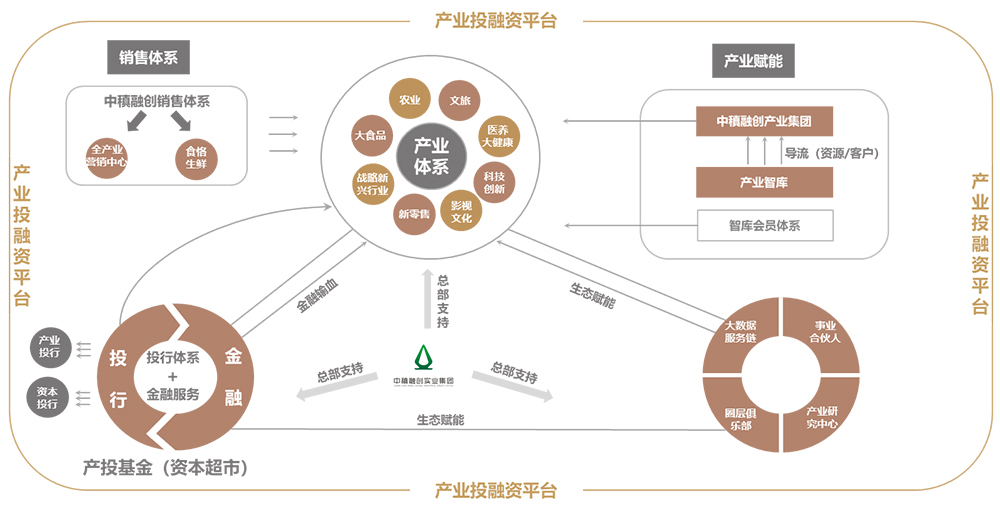 产业投融资平台
销售体系
产业赋能
中稹融创销售体系
全产业
营销中心
食格
生鲜
农业
文旅
大食品
医养
大健康
产业
体系
战略新
兴行业
科技
创新
新零售
影视
文化
中稹融创产业集团
导流（资源/客户）
产业智库
智库会员体系
产业投融资平台
产业投融资平台
金融输血
总部支持
生态赋能
产业
投行
资本
投行
投行
金融
投行体系
+
金融服务
总部支持
中稹融创实业集团
总部支持
大数据
服务链
事业
合伙人
圈层俱
乐部
产业研
究中心
生态赋能
产投基金（资本超市）
产业投融资平台